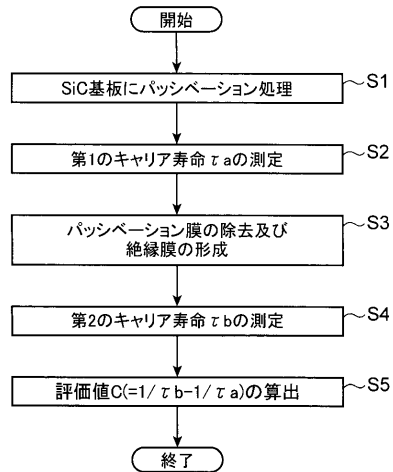 開始
SiC基板にパッシベーション処理
S1
第1のキャリア寿命τaの測定
S2
パッシベーション膜の除去及び
絶縁膜の形成
S3
第2のキャリア寿命τbの測定
S4
評価値C(=1/τb-1/τa)の算出
S5
終了